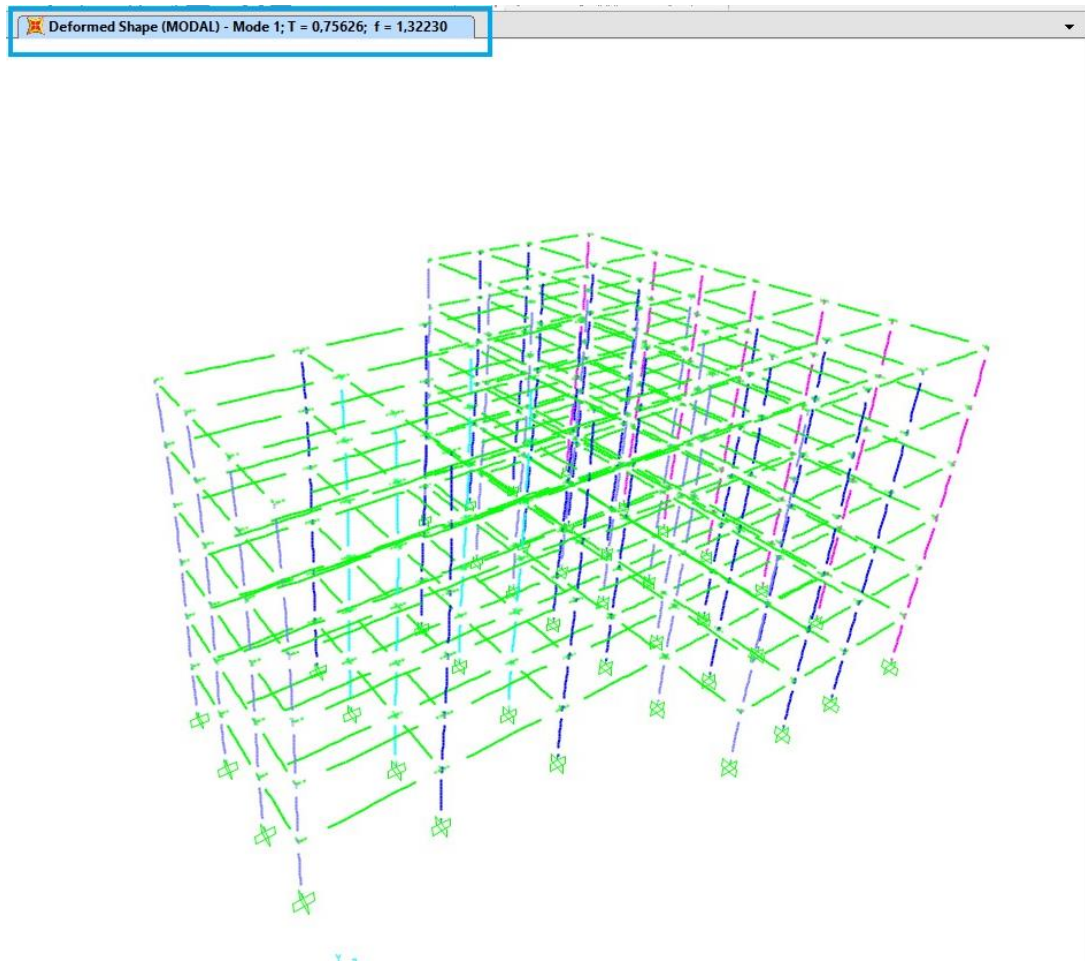 Deformed Shape (MODAL) - Mode 1; T = 0,75626; f = 1,32230